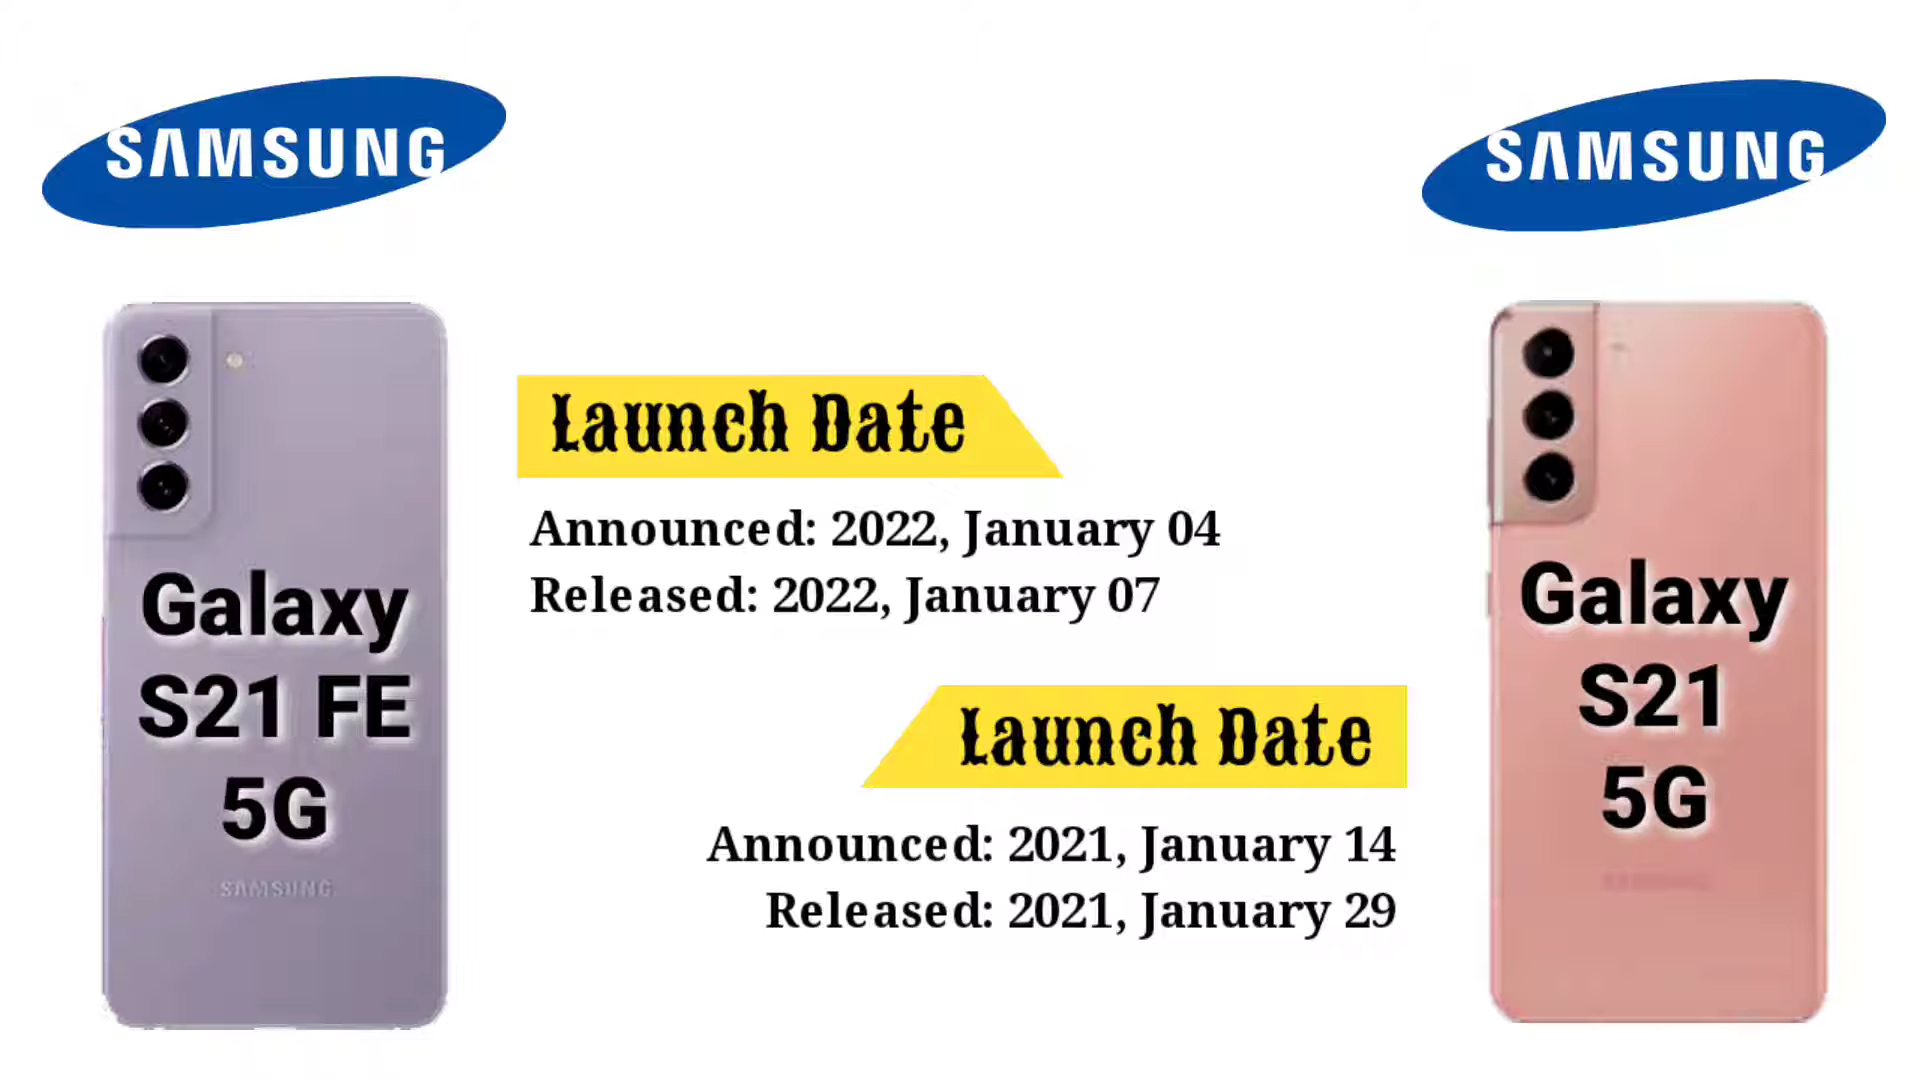 SAMSUNG
SAMSUNG
Galaxy
S21 FE
5G
SAMSUNG
Launch Date
Announced: 2022, January 04
Released: 2022, January 07
Launch Date
Announced: 2021, January 14
Released: 2021, January 29
Galaxy
S21
5G
SAMSUNG